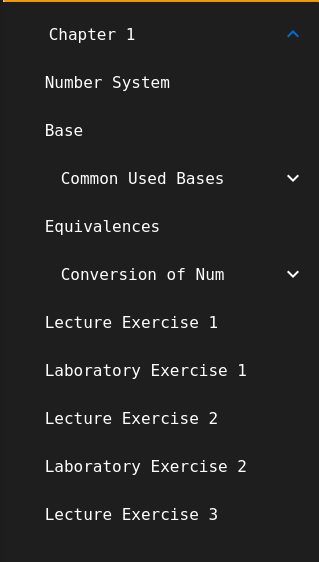 Chapter 1
Number System
Base
Common Used Bases
Equivalences
Conversion of Num
Lecture Exercise 1
Laboratory Exercise 1
Lecture Exercise 2
Laboratory Exercise 2
Lecture Exercise 3